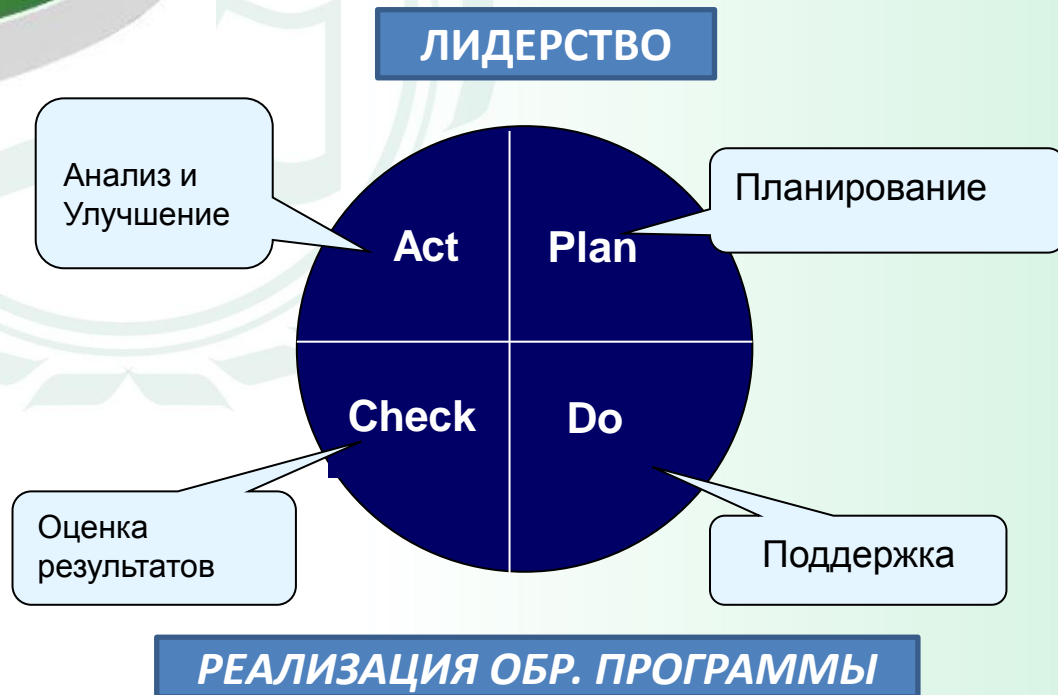 ЛИДЕРСТВО
Анализ и
Улучшение
Планирование
Act
Plan
Check
Do
Оценка
результатов
Поддержка
РЕАЛИЗАЦИЯ ОБР. ПРОГРАММЫ